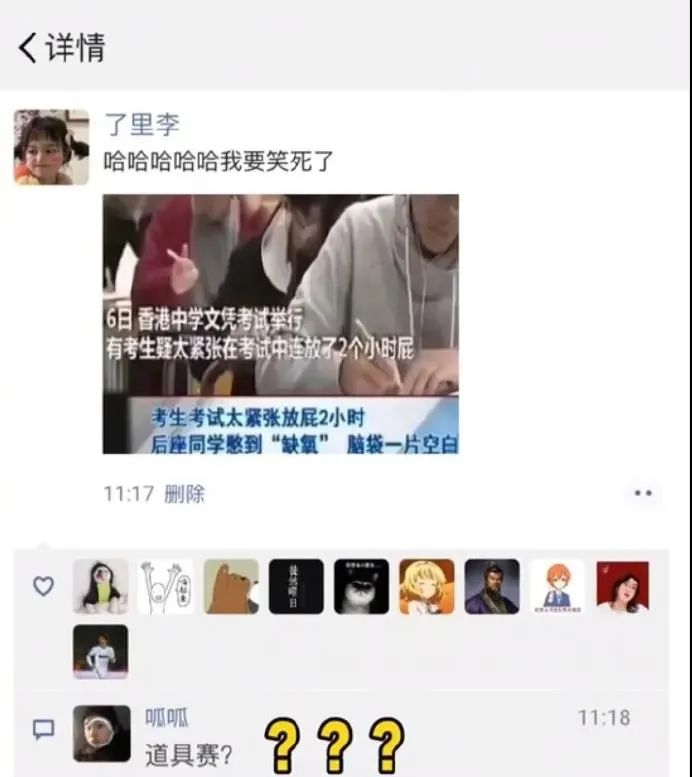 详情
了里李
哈哈哈哈哈我要笑死了
6日 香港中学文凭考试举行
有考生疑太紧张在考试中连放了2个小时屁
考生考试太紧张放屁2小时
后座同学憋到“缺氧” 脑袋一片空白
11:17 删除
徒然曜日
呱呱
11:18
道具赛?
???